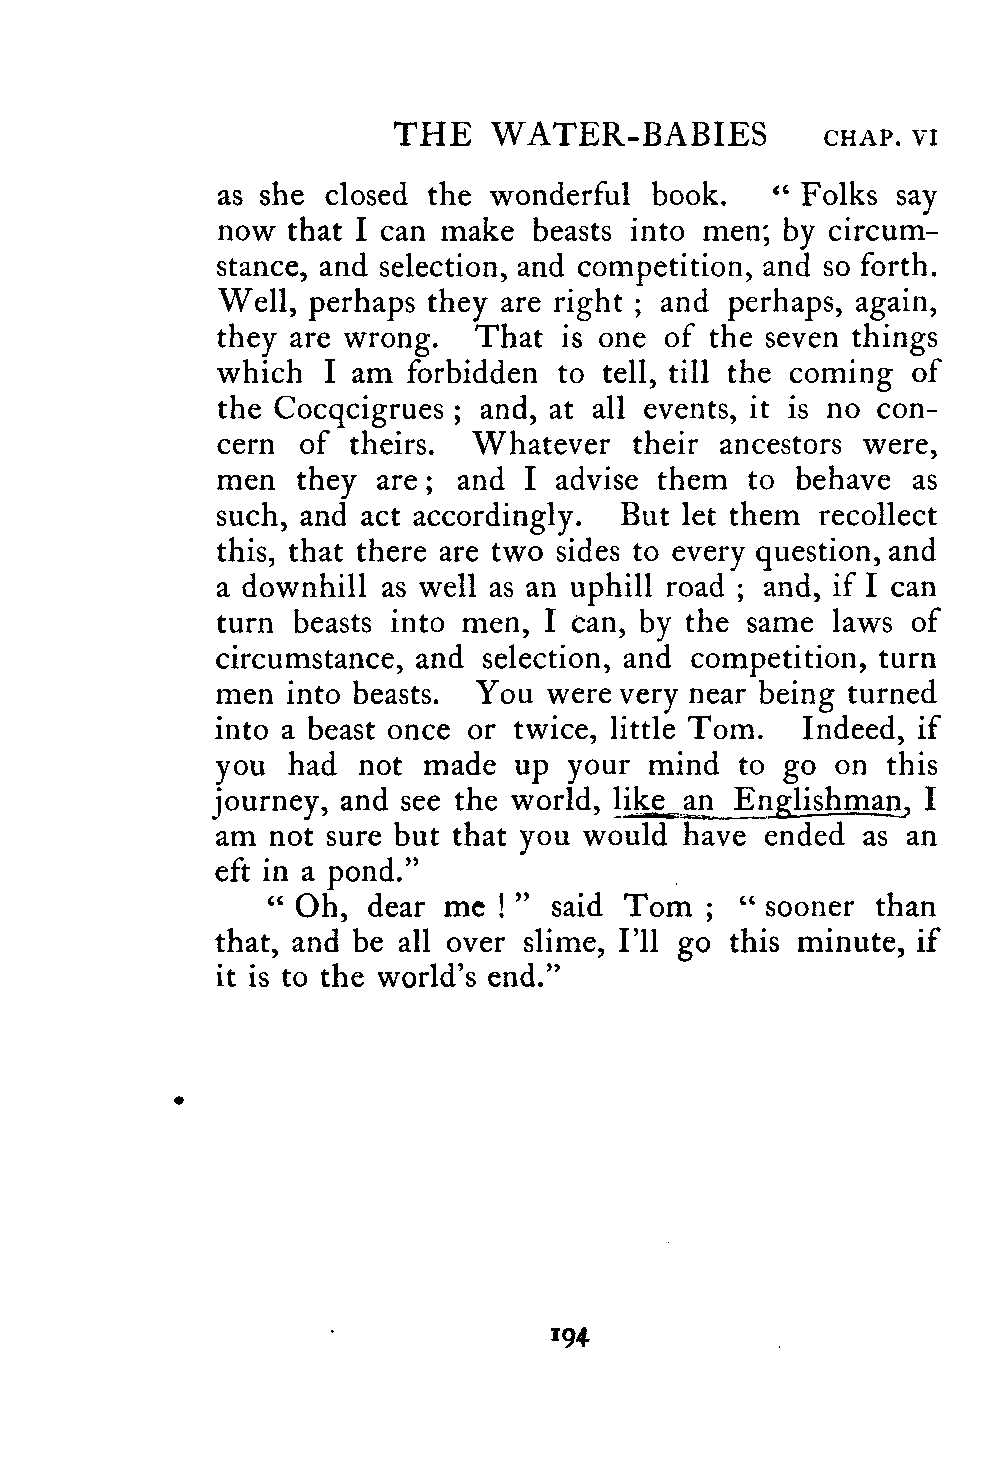 THE WATER-BABIES CHAP. VI
as she closed the wonderful book. “ Folks say
now that I can make beasts into men; by circum-
stance, and selection, and competition, and so forth.
Well, perhaps they are right ; and perhaps, again,
they are wrong. That is one of the seven things
which I am forbidden to tell, till the coming of
the Cocqcigrues ; and, at all events, it is no con-
cern of theirs. Whatever their ancestors were,
men they are ; and I advise them to behave as
such, and act accordingly. But let them recollect
this, that there are two sides to every question, and
a downhill as well as an uphill road ; and, if I can
turn beasts into men, I can, by the same laws of
circumstance, and selection, and competition, turn
men into beasts. You were very near being turned
into a beast once or twice, little Tom. Indeed, if
you had not made up your mind to go on this
journey, and see the world, like an Englishman, I
am not sure but that you would have ended as an
eft in a pond.”
“ Oh, dear me ! ” said Tom ; “ sooner than
that, and be all over slime, I’ll go this minute, if
it is to the world’s end.”
194